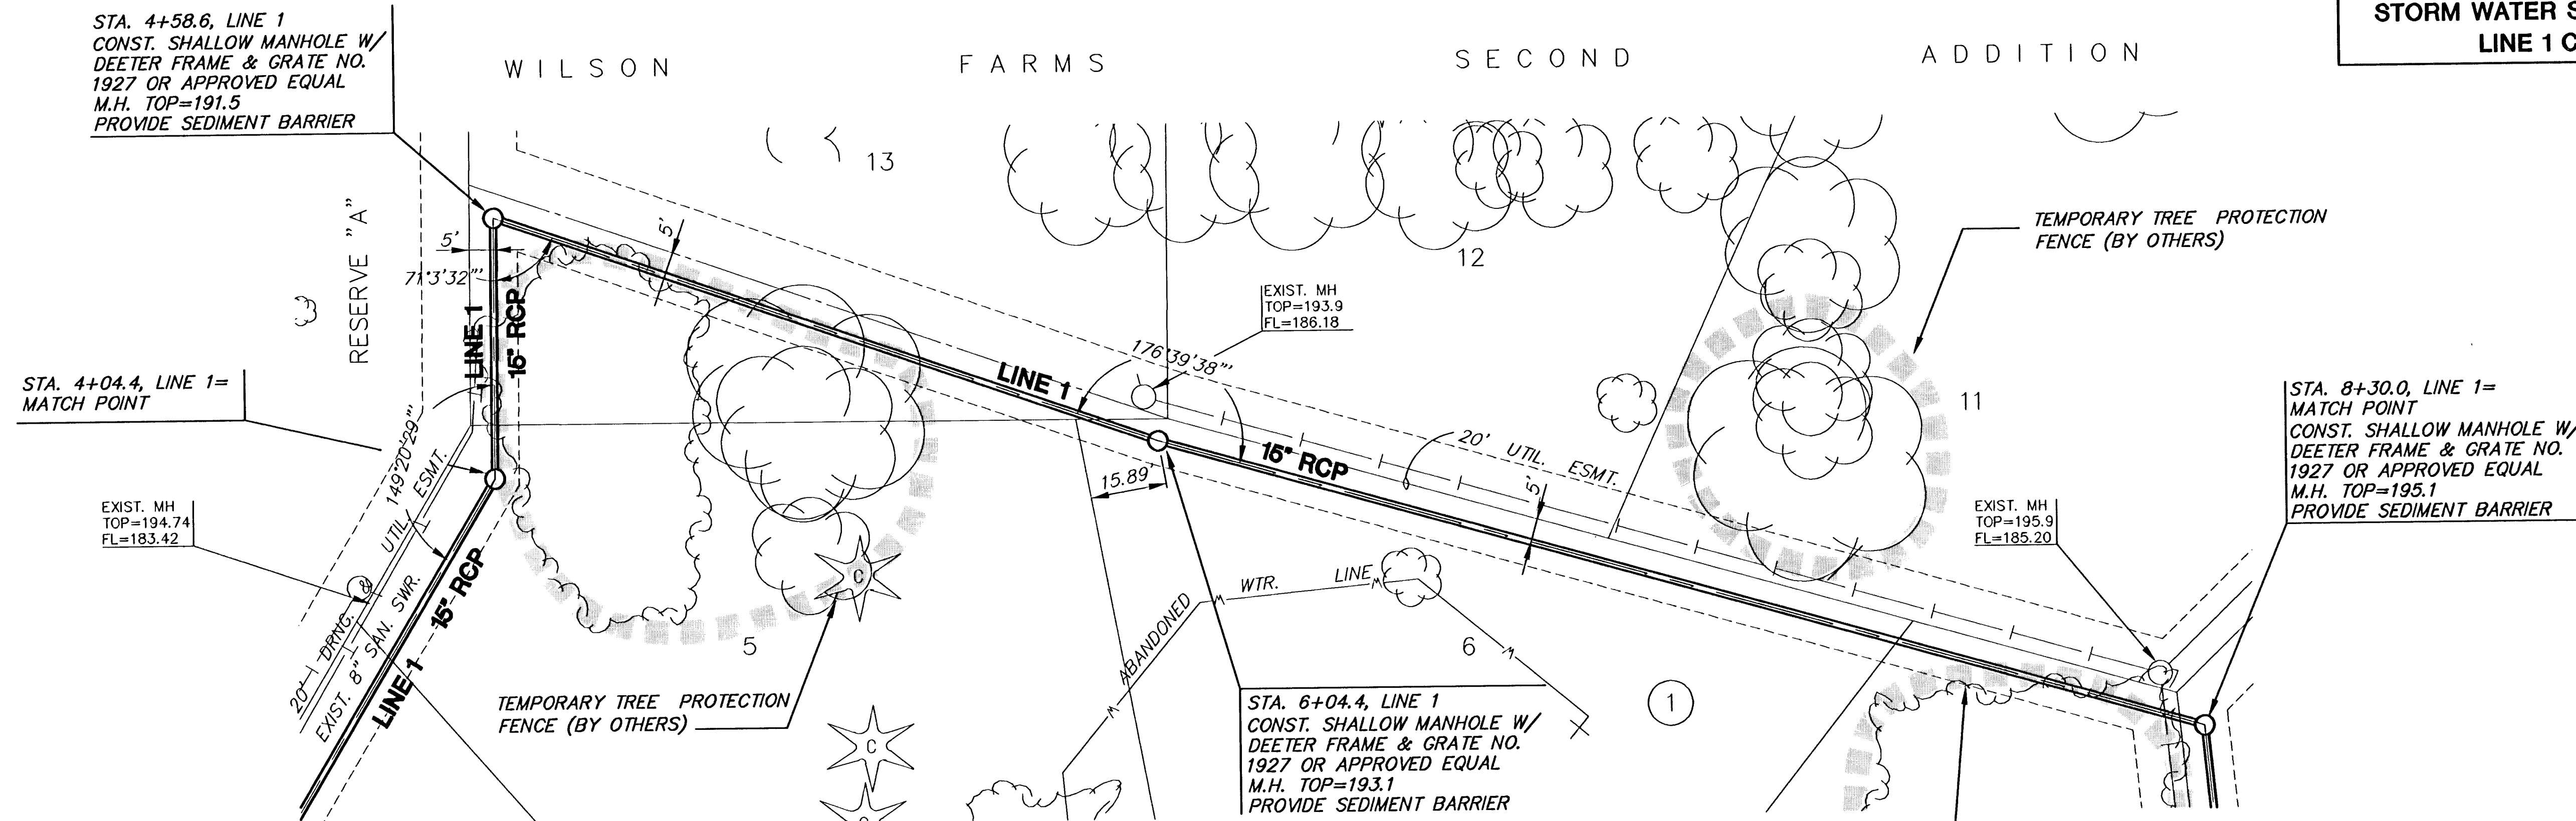 STA. 4+58.6, LINE 1
CONST. SHALLOW MANHOLE W/
DEETER FRAME & GRATE NO.
1927 OR APPROVED EQUAL
M.H. TOP=191.5
PROVIDE SEDIMENT BARRIER
WILSON FARMS SECOND ADDITION
STORM WATER S
LINE 1 C
13
12
11
TEMPORARY TREE PROTECTION
FENCE (BY OTHERS)
RESERVE "A"
5'
71°3'32"
5'
LINE 1
15" RCP
EXIST. MH
TOP=193.9
FL=186.18
176°39'38"
LINE 1
15" RCP
20' UTIL. ESMT.
5'
15.89'
STA. 4+04.4, LINE 1=
MATCH POINT
149°20'29"
EXIST. MH
TOP=194.74
FL=183.42
20' DRNG. & UTIL. ESMT.
EXIST. 8" SAN. SWR.
15" RCP
LINE 1
STA. 8+30.0, LINE 1=
MATCH POINT
CONST. SHALLOW MANHOLE W/
DEETER FRAME & GRATE NO.
1927 OR APPROVED EQUAL
M.H. TOP=195.1
PROVIDE SEDIMENT BARRIER
EXIST. MH
TOP=195.9
FL=185.20
C
ABANDONED WTR. LINE
5
6
1
TEMPORARY TREE PROTECTION
FENCE (BY OTHERS)
C
STA. 6+04.4, LINE 1
CONST. SHALLOW MANHOLE W/
DEETER FRAME & GRATE NO.
1927 OR APPROVED EQUAL
M.H. TOP=193.1
PROVIDE SEDIMENT BARRIER